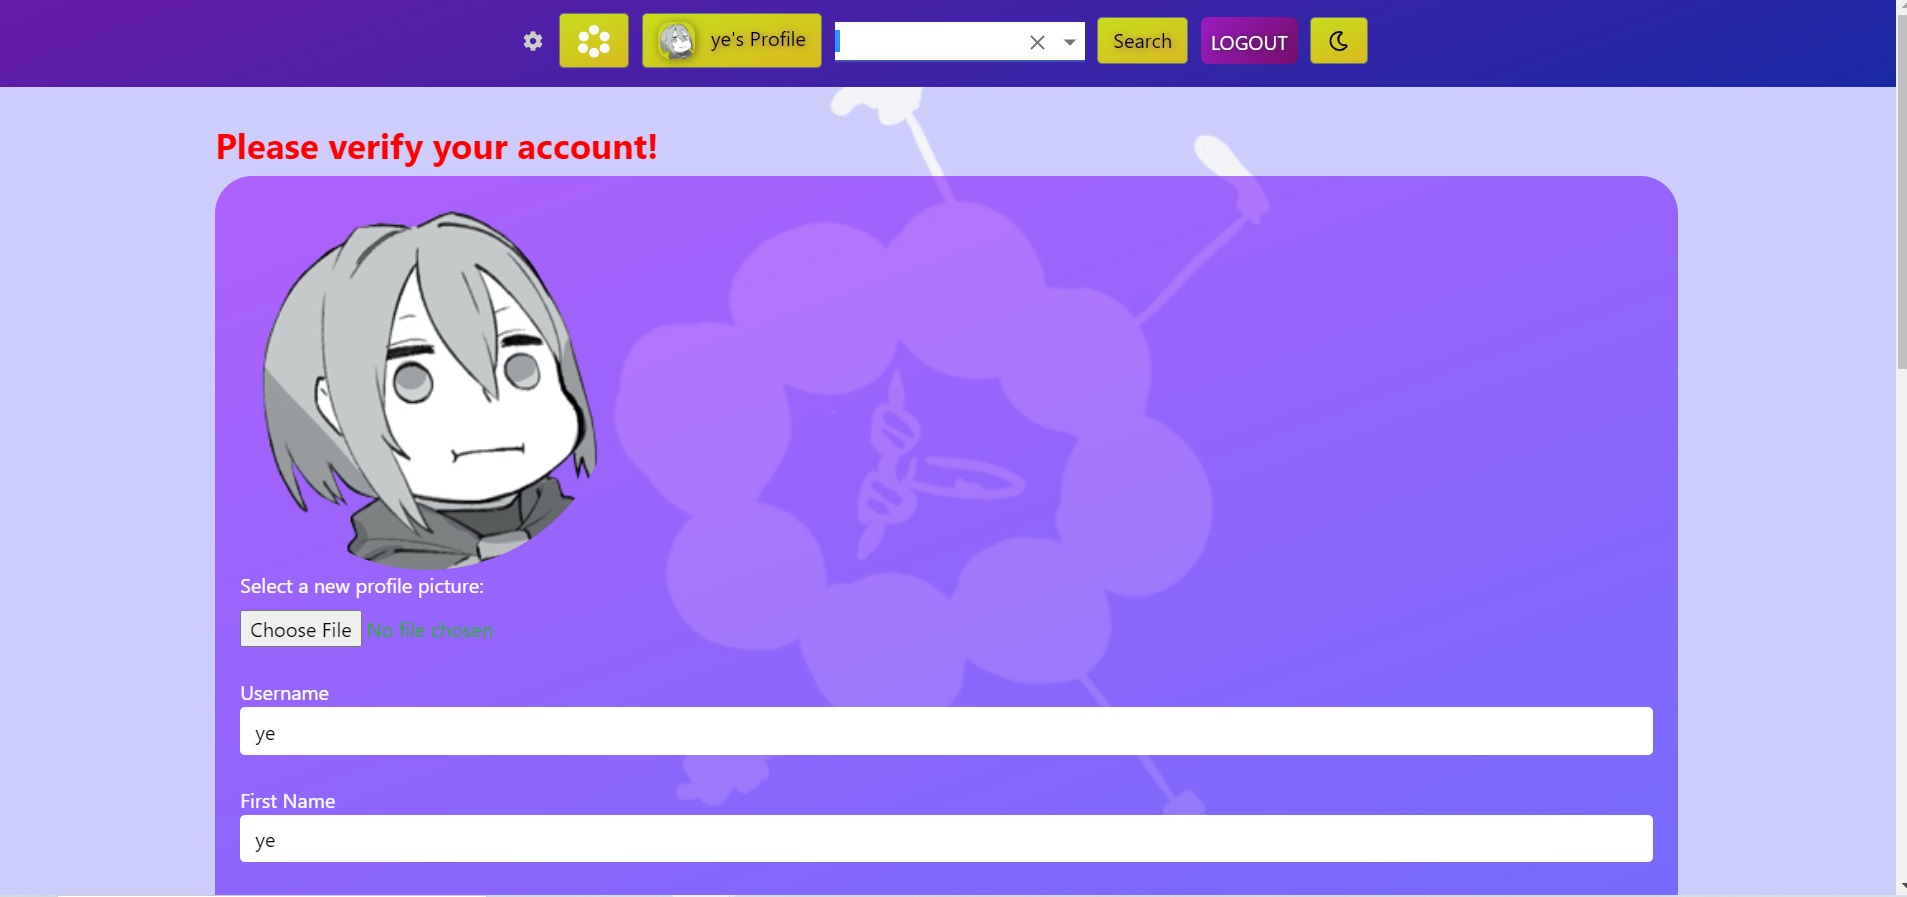 ye's Profile
Search
LOGOUT
Please verify your account!
Select a new profile picture:
Choose File No file chosen
Username
ye
First Name
ye